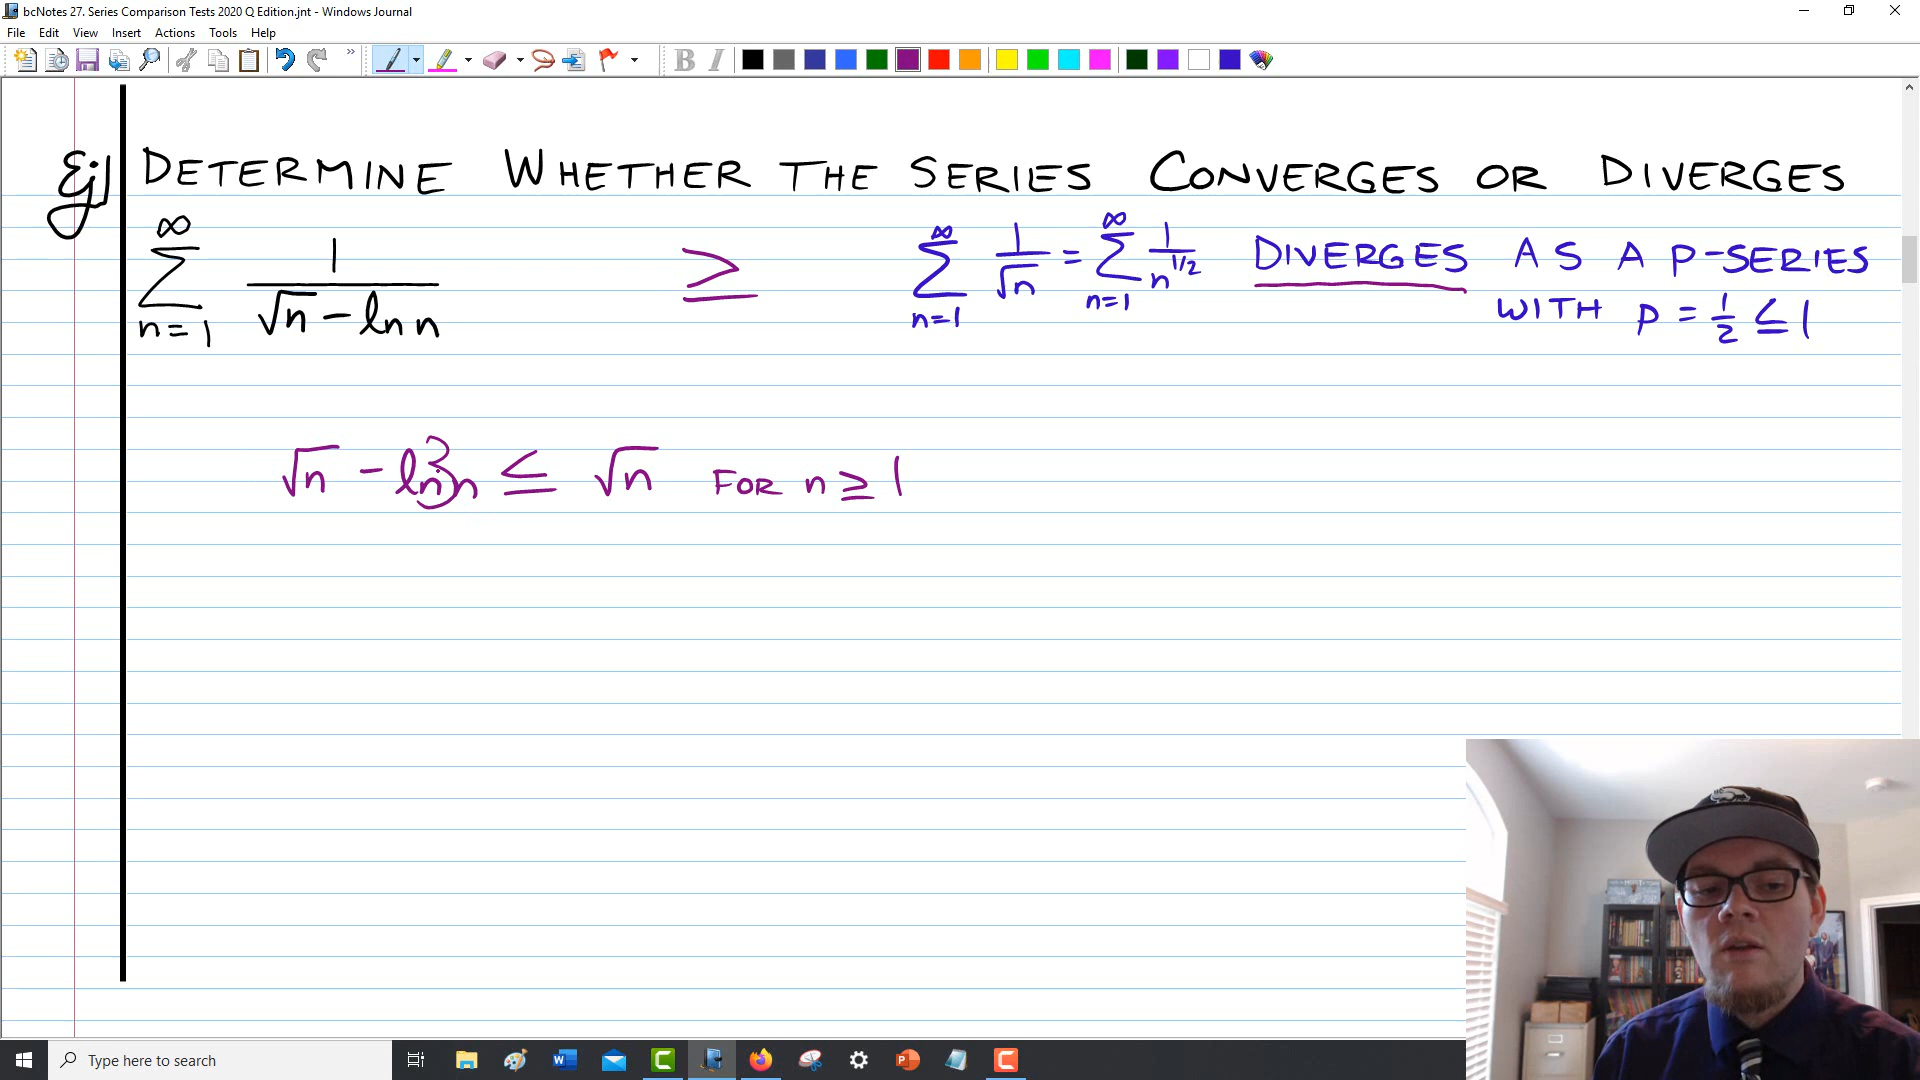 bcNotes 27. Series Comparison Tests 2020 Q Edition.jnt - Windows Journal
File Edit View Insert Actions Tools Help
B I
Ej DETERMINE WHETHER THE SERIES CONVERGES OR DIVERGES
∞ ∑ n=1 1/(√n - ln n) ≥ ∞ ∑ n=1 1/√n = ∞ ∑ n=1 1/n^1/2 DIVERGES AS A P-SERIES
WITH p = 1/2 ≤ 1
√n - ln n ≤ √n FOR n ≥ 1
Type here to search